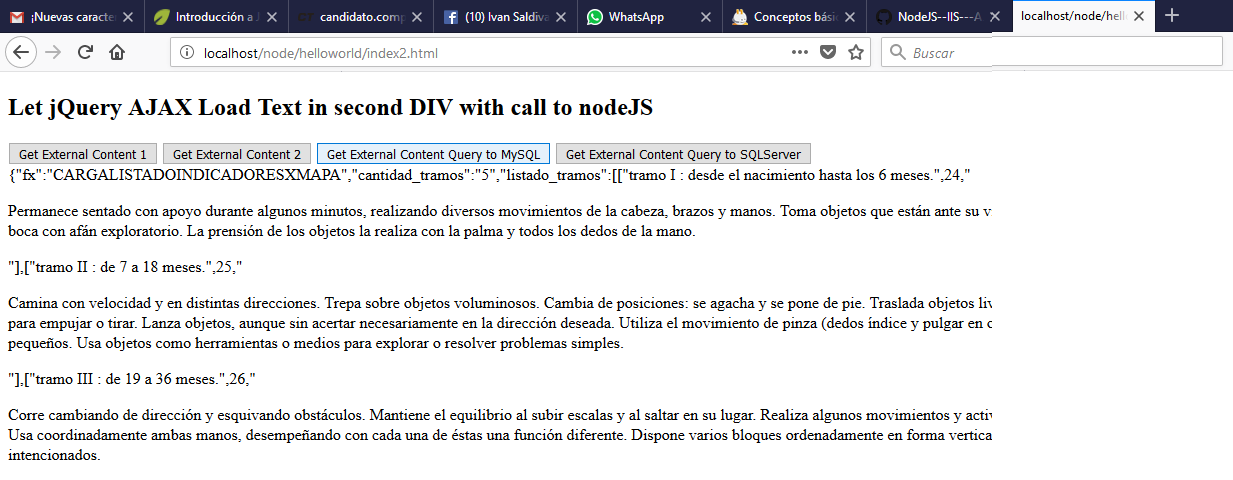 ¡Nuevas caracte
Introducción a J
candidato.comp
(10) Ivan Saldiva
WhatsApp
Conceptos bási
NodeJS--IIS---A
localhost/node/hell
localhost/node/helloworld/index2.html
Buscar
Let jQuery AJAX Load Text in second DIV with call to nodeJS
Get External Content 1
Get External Content 2
Get External Content Query to MySQL
Get External Content Query to SQLServer
{"fx":"CARGALISTADOINDICADORESXMAPA","cantidad_tramos":"5","listado_tramos":[["tramo I : desde el nacimiento hasta los 6 meses.",24,"
Permanece sentado con apoyo durante algunos minutos, realizando diversos movimientos de la cabeza, brazos y manos. Toma objetos que están ante su v
boca con afán exploratorio. La prensión de los objetos la realiza con la palma y todos los dedos de la mano.
"],["tramo II : de 7 a 18 meses.",25,"
Camina con velocidad y en distintas direcciones. Trepa sobre objetos voluminosos. Cambia de posiciones: se agacha y se pone de pie. Traslada objetos liv
para empujar o tirar. Lanza objetos, aunque sin acertar necesariamente en la dirección deseada. Utiliza el movimiento de pinza (dedos índice y pulgar en o
pequeños. Usa objetos como herramientas o medios para explorar o resolver problemas simples.
"],["tramo III : de 19 a 36 meses.",26,"
Corre cambiando de dirección y esquivando obstáculos. Mantiene el equilibrio al subir escalas y al saltar en su lugar. Realiza algunos movimientos y activ
Usa coordinadamente ambas manos, desempeñando con cada una de éstas una función diferente. Dispone varios bloques ordenadamente en forma vertica
intencionados.